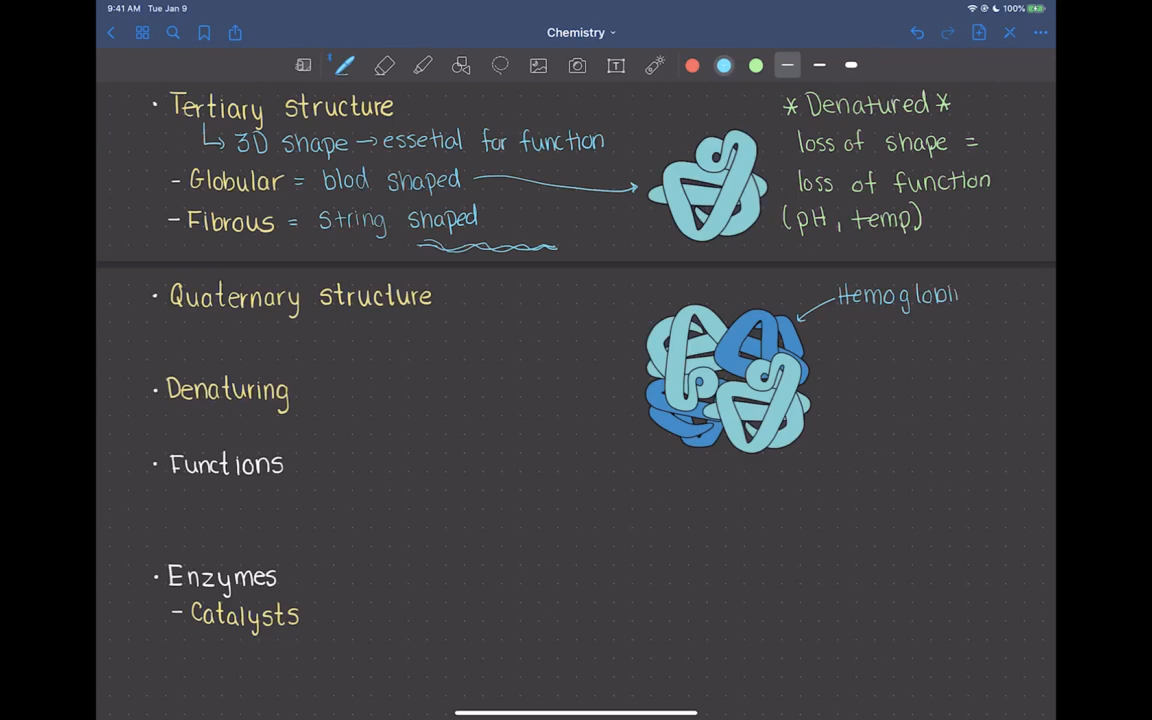 9:41 AM Tue Jan 9
100%
Chemistry
· Tertiary structure
3D shape → essetial for function
- Globular = blod shaped
- Fibrous = string shaped
* Denatured *
loss of shape =
loss of function
(pH, temp)
· Quaternary structure
Hemoglobii
· Denaturing
· Functions
· Enzymes
- Catalysts